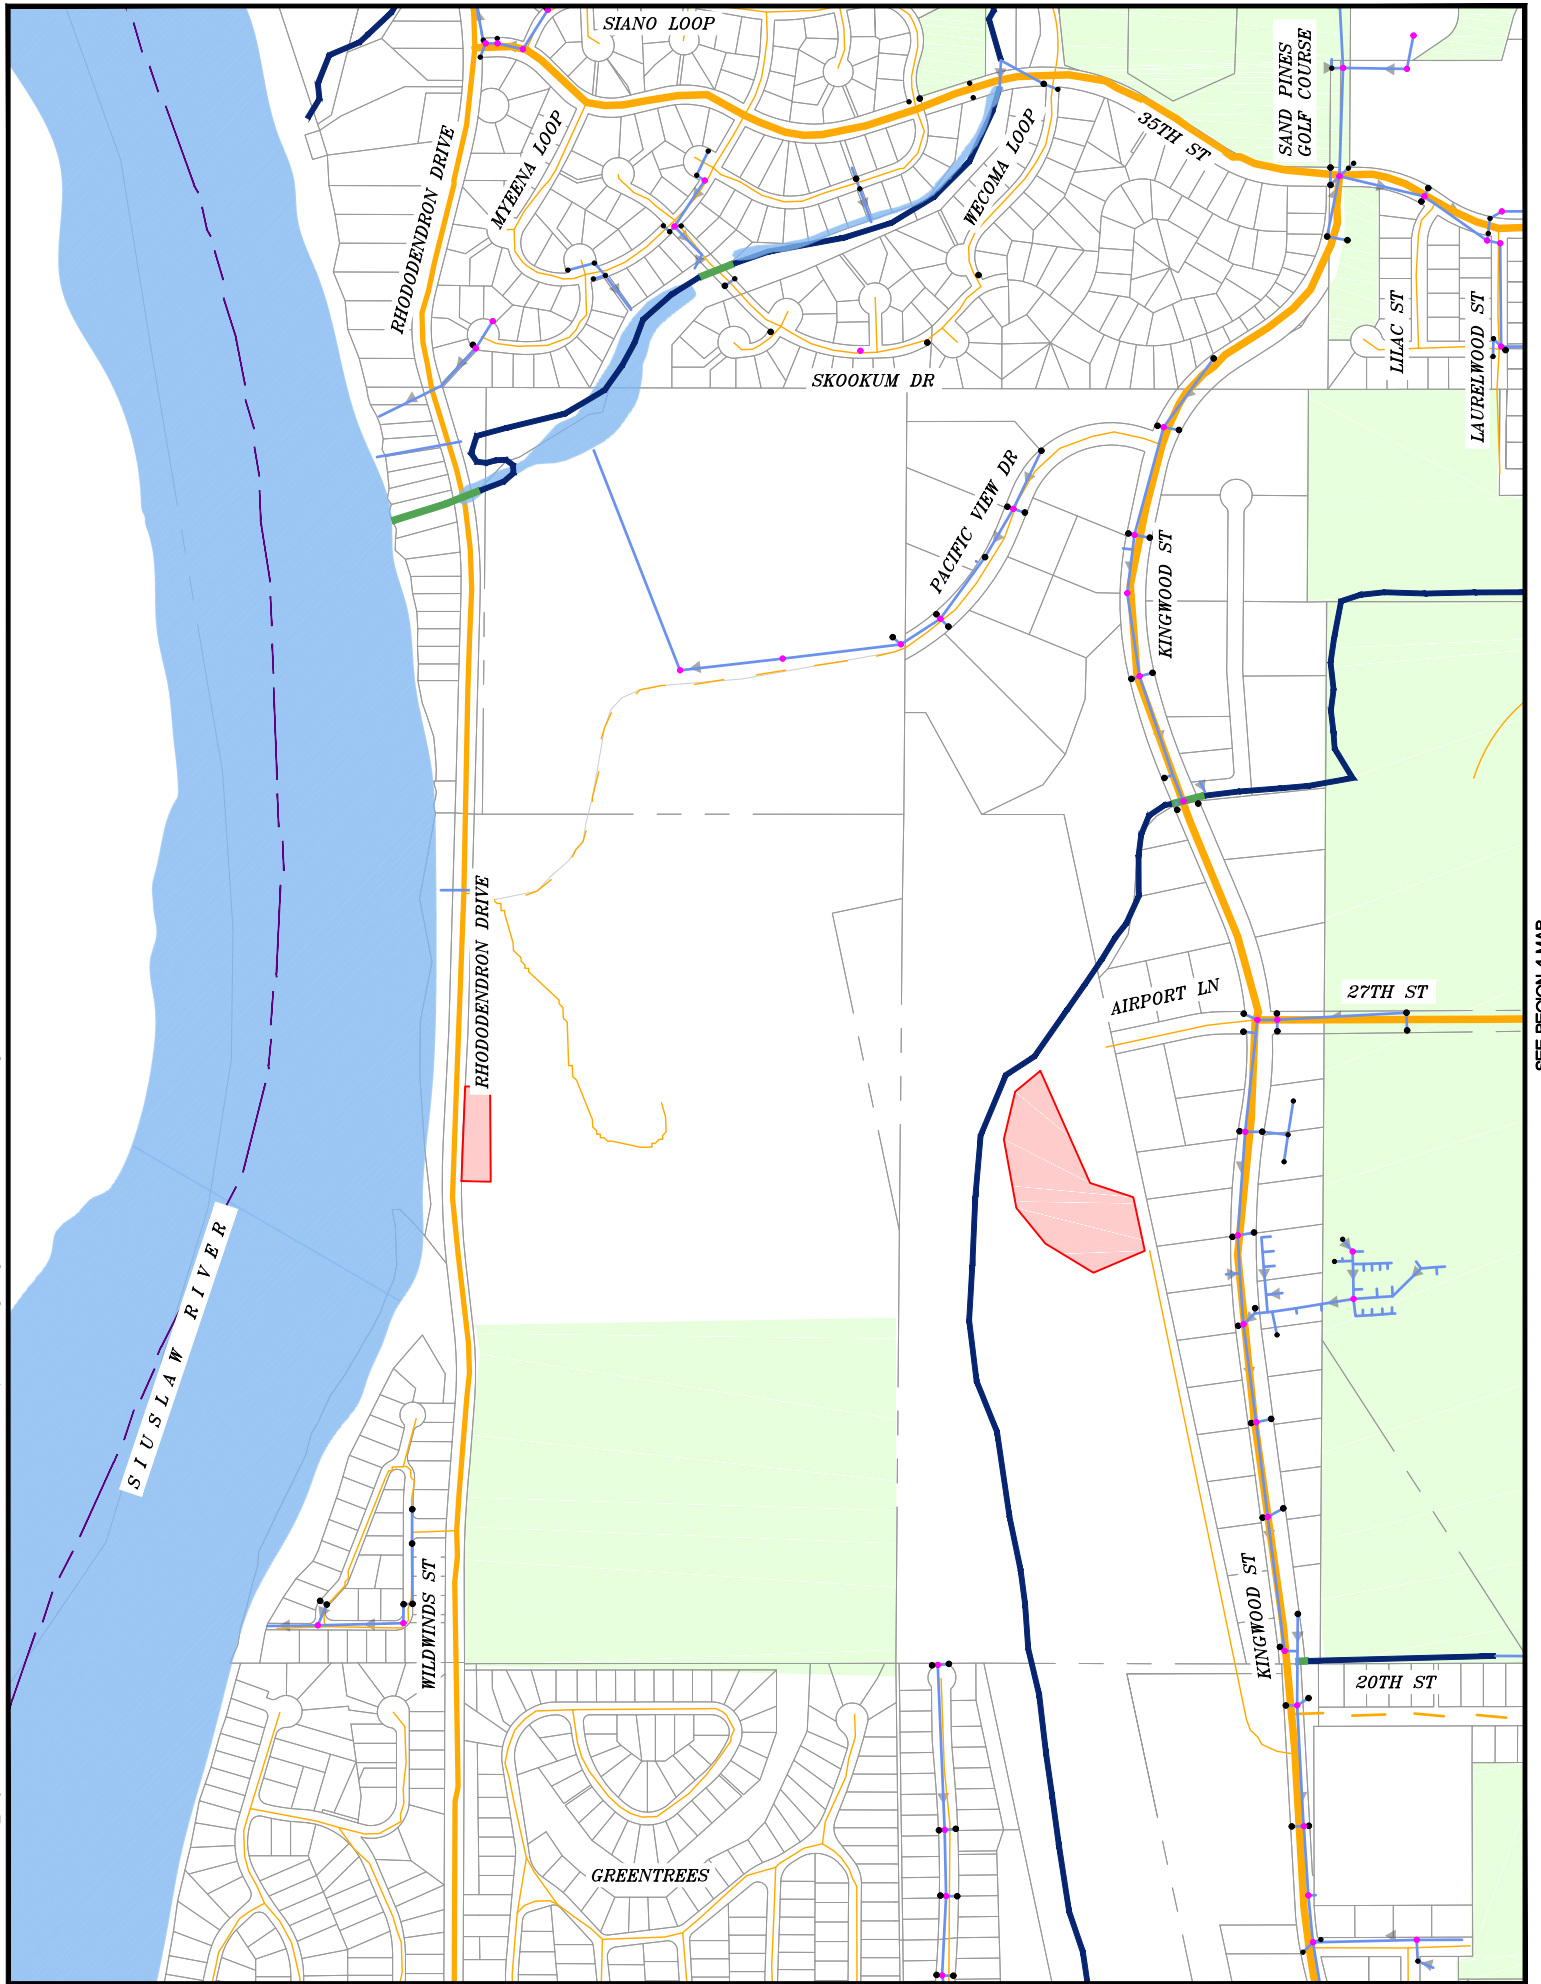 SIANO LOOP
SAND PINES
GOLF COURSE
35TH ST
RHODODENDRON DRIVE
MYEENA LOOP
WECOMA LOOP
LILAC ST
LAURELWOOD ST
SKOOKUM DR
PACIFIC VIEW DR
KINGWOOD ST
RHODODENDRON DRIVE
AIRPORT LN
27TH ST
SIUSLAW RIVER
WILDWINDS ST
KINGWOOD ST
20TH ST
GREENTREES